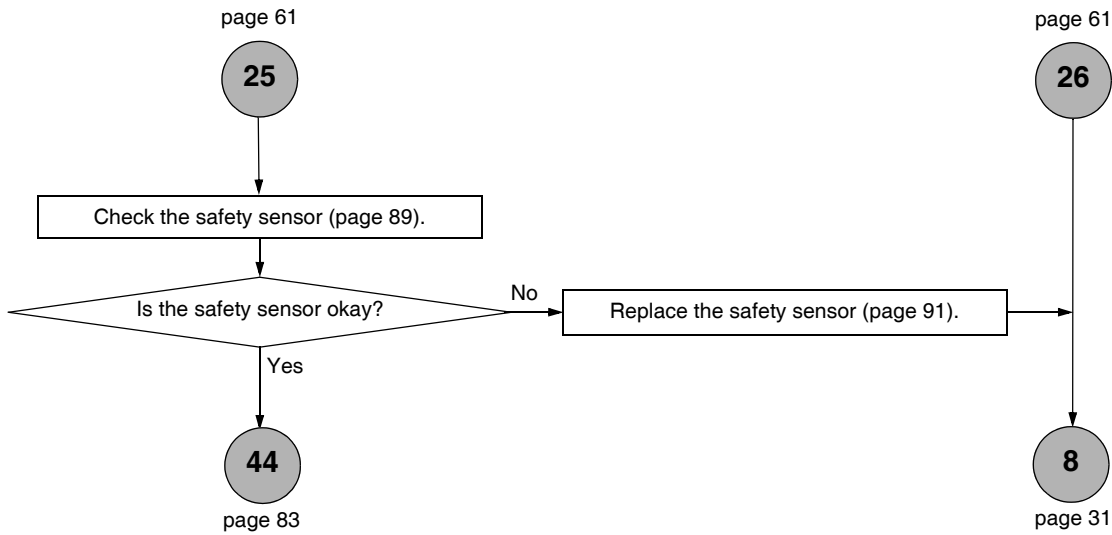 page 61
page 61
25
26
Check the safety sensor (page 89).
Is the safety sensor okay?
No
Replace the safety sensor (page 91).
Yes
44
8
page 83
page 31